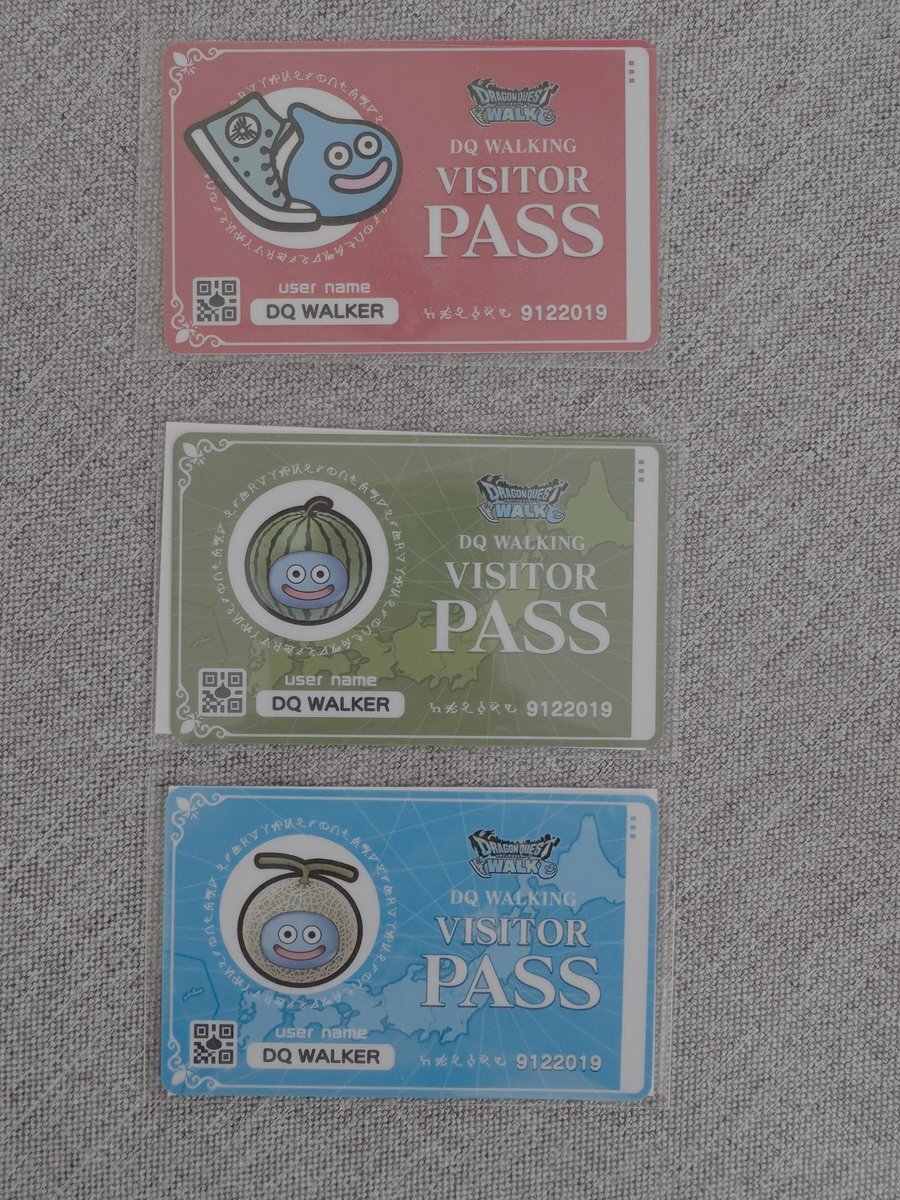 DRAGON QUEST
WALK
DQ WALKING
VISITOR
PASS
user name
DQ WALKER
9122019
DRAGON QUEST
WALK
DQ WALKING
VISITOR
PASS
user name
DQ WALKER
9122019
DRAGON QUEST
WALK
DQ WALKING
VISITOR
PASS
user name
DQ WALKER
9122019